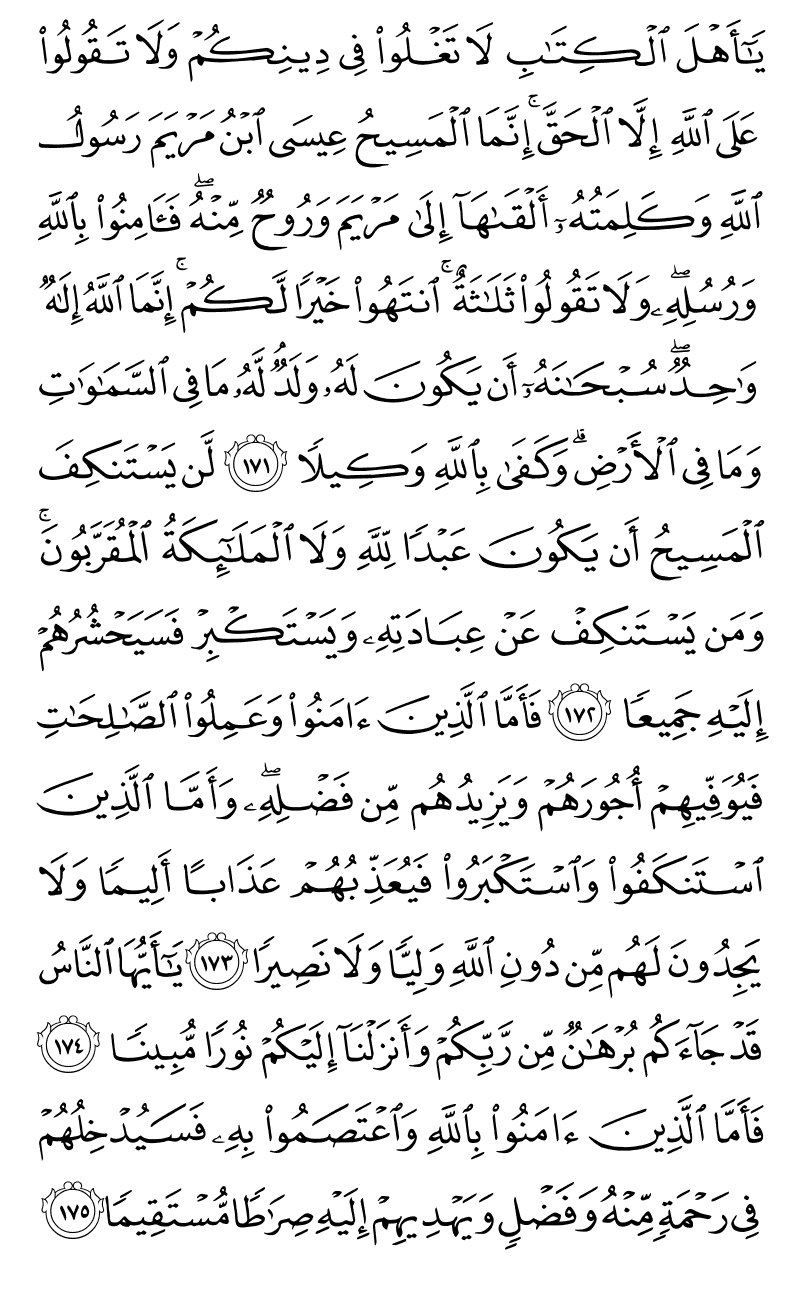 يَٰٓأَهۡلَ ٱلۡكِتَٰبِ لَا تَغۡلُواْ فِي دِينِكُمۡ وَلَا تَقُولُواْ
عَلَى ٱللَّهِ إِلَّا ٱلۡحَقَّۚ إِنَّمَا ٱلۡمَسِيحُ عِيسَى ٱبۡنُ مَرۡيَمَ رَسُولُ
ٱللَّهِ وَكَلِمَتُهُۥٓ أَلۡقَىٰهَآ إِلَىٰ مَرۡيَمَ وَرُوحٞ مِّنۡهُۖ فَـَٔامِنُواْ بِٱللَّهِ
وَرُسُلِهِۦۖ وَلَا تَقُولُواْ ثَلَٰثَةٌۚ ٱنتَهُواْ خَيۡرٗا لَّكُمۡۚ إِنَّمَا ٱللَّهُ إِلَٰهٞ
وَٰحِدٞۖ سُبۡحَٰنَهُۥٓ أَن يَكُونَ لَهُۥ وَلَدٞۘ لَّهُۥ مَا فِي ٱلسَّمَٰوَٰتِ
وَمَا فِي ٱلۡأَرۡضِۗ وَكَفَىٰ بِٱللَّهِ وَكِيلٗا ١٧١ لَّن يَسۡتَنكِفَ
ٱلۡمَسِيحُ أَن يَكُونَ عَبۡدٗا لِّلَّهِ وَلَا ٱلۡمَلَٰٓئِكَةُ ٱلۡمُقَرَّبُونَۚ
وَمَن يَسۡتَنكِفۡ عَنۡ عِبَادَتِهِۦ وَيَسۡتَكۡبِرۡ فَسَيَحۡشُرُهُمۡ
إِلَيۡهِ جَمِيعٗا ١٧٢ فَأَمَّا ٱلَّذِينَ ءَامَنُواْ وَعَمِلُواْ ٱلصَّٰلِحَٰتِ
فَيُوَفِّيهِمۡ أُجُورَهُمۡ وَيَزِيدُهُم مِّن فَضۡلِهِۦۖ وَأَمَّا ٱلَّذِينَ
ٱسۡتَنكَفُواْ وَٱسۡتَكۡبَرُواْ فَيُعَذِّبُهُمۡ عَذَابًا أَلِيمٗا وَلَا
يَجِدُونَ لَهُم مِّن دُونِ ٱللَّهِ وَلِيّٗا وَلَا نَصِيرٗا ١٧٣ يَٰٓأَيُّهَا ٱلنَّاسُ
قَدۡ جَآءَكُم بُرۡهَٰنٞ مِّن رَّبِّكُمۡ وَأَنزَلۡنَآ إِلَيۡكُمۡ نُورٗا مُّبِينٗا ١٧٤
فَأَمَّا ٱلَّذِينَ ءَامَنُواْ بِٱللَّهِ وَٱعۡتَصَمُواْ بِهِۦ فَسَيُدۡخِلُهُمۡ
فِي رَحۡمَةٖ مِّنۡهُ وَفَضۡلٖ وَيَهۡدِيهِمۡ إِلَيۡهِ صِرَٰطٗا مُّسۡتَقِيمٗا ١٧٥